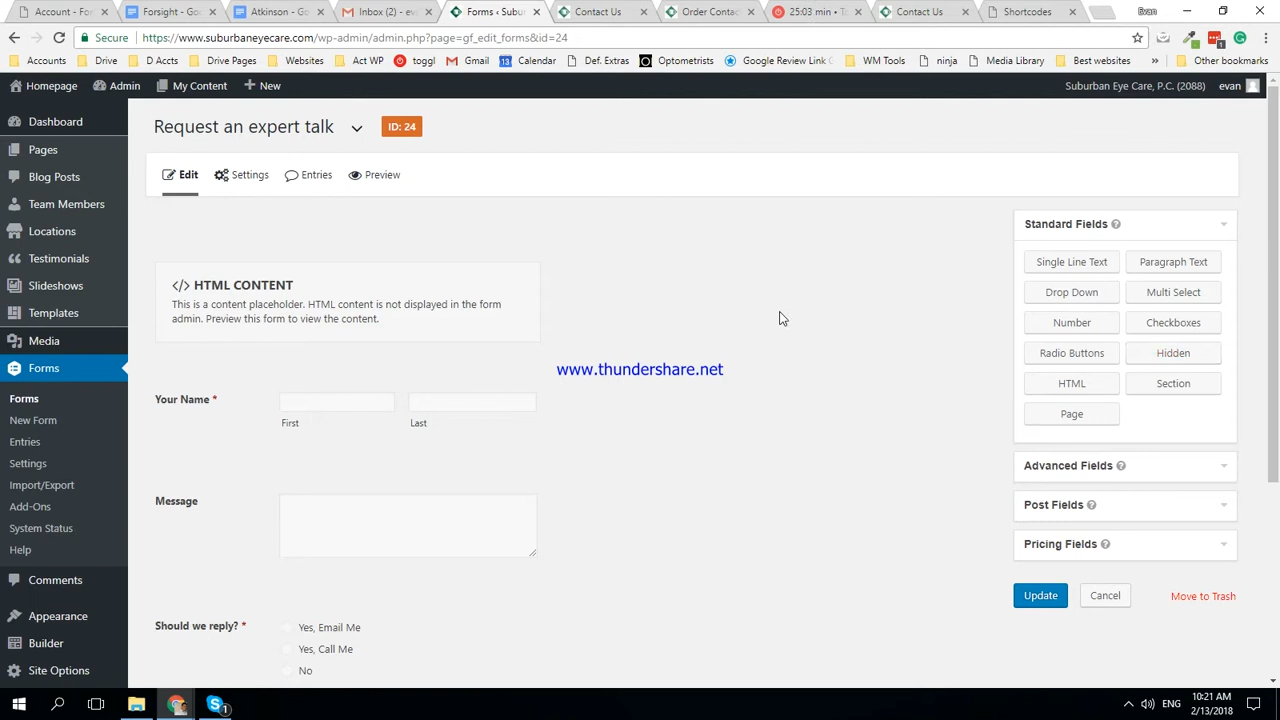 Account - For
Forsight - Goo
Atkinson - Go
Inbox (2) - ev
Forms ‹ Subu
Contact Us
Order Contac
25:03 min • To
Contact Us
Shortcodes
Evan
Secure
https://www.suburbaneyecare.com/wp-admin/admin.php?page=gf_edit_forms&id=24
Accounts
Drive
D Accts
Drive Pages
Websites
Act WP
toggl
Gmail
Calendar
Def. Extras
Optometrists
Google Review Link G
WM Tools
ninja
Media Library
Best websites
»
Other bookmarks
Homepage
Admin
My Content
New
Suburban Eye Care, P.C. (2088)
evan
Dashboard
Pages
Blog Posts
Team Members
Locations
Testimonials
Slideshows
Templates
Media
Forms
Forms
New Form
Entries
Settings
Import/Export
Add-Ons
System Status
Help
Comments
Appearance
Builder
Site Options
Request an expert talk
ID: 24
Edit
Settings
Entries
Preview
</> HTML CONTENT
This is a content placeholder. HTML content is not displayed in the form
admin. Preview this form to view the content.
www.thundershare.net
Your Name *
First
Last
Message
Should we reply? *
Yes, Email Me
Yes, Call Me
No
Standard Fields
Single Line Text
Paragraph Text
Drop Down
Multi Select
Number
Checkboxes
Radio Buttons
Hidden
HTML
Section
Page
Advanced Fields
Post Fields
Pricing Fields
Update
Cancel
Move to Trash
ENG
10:21 AM
2/13/2018